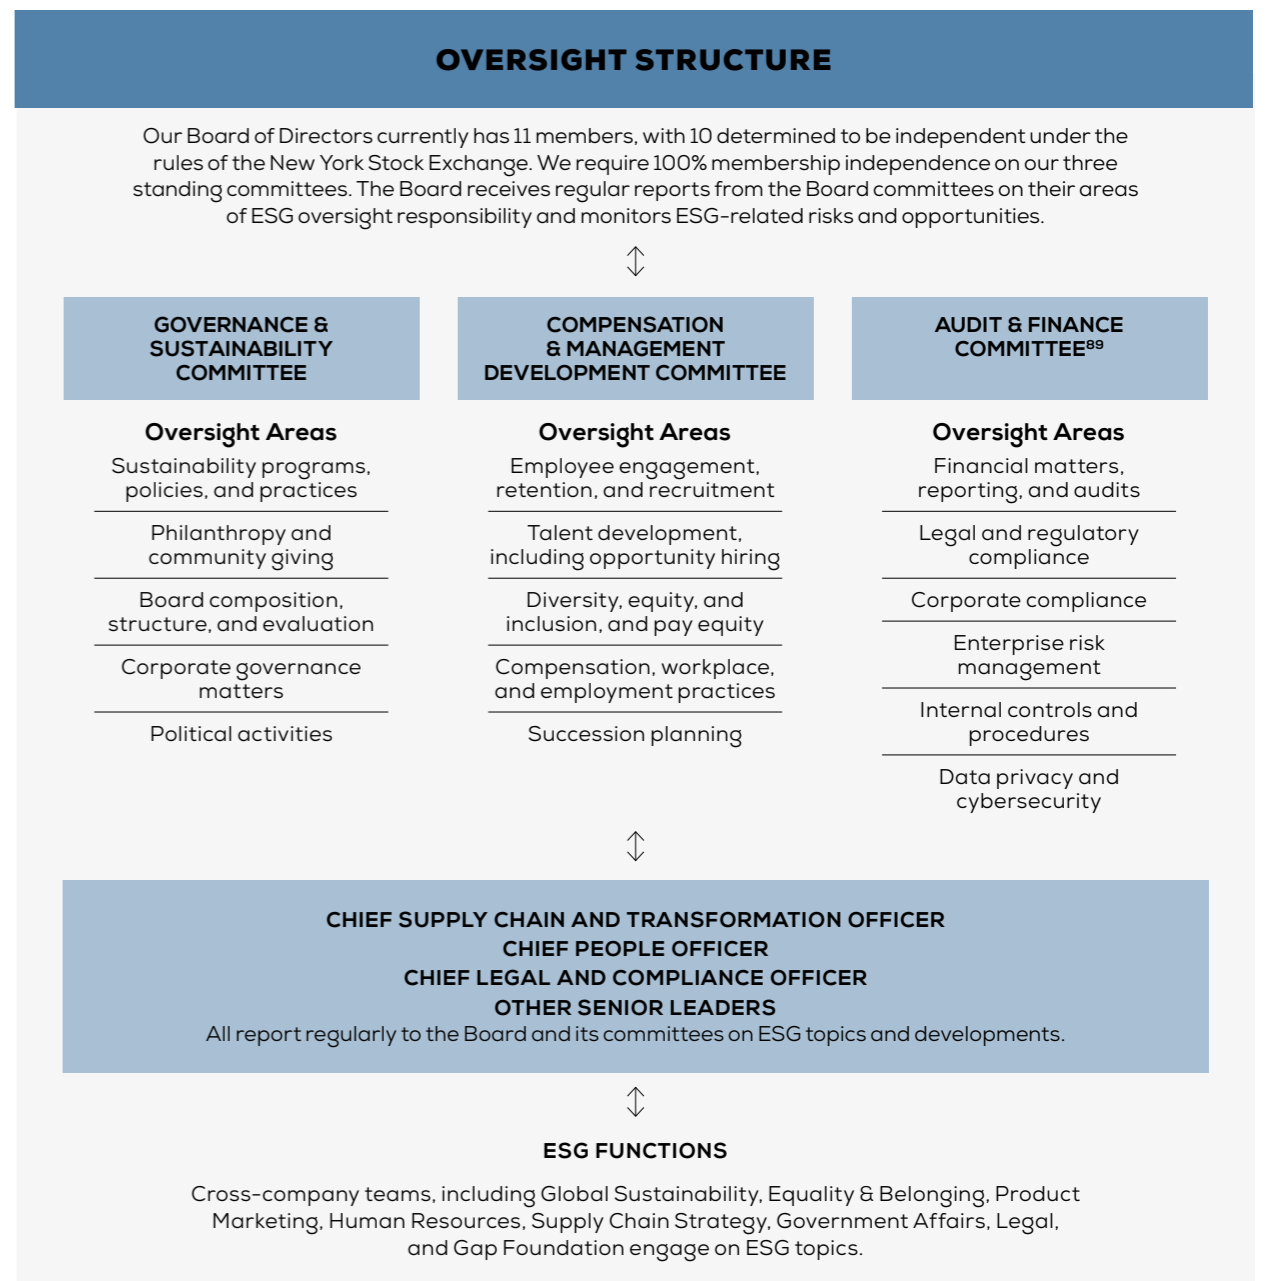 OVERSIGHT STRUCTURE
Our Board of Directors currently has 11 members, with 10 determined to be independent under the
rules of the New York Stock Exchange. We require 100% membership independence on our three
standing committees. The Board receives regular reports from the Board committees on their areas
of ESG oversight responsibility and monitors ESG-related risks and opportunities.
GOVERNANCE &
SUSTAINABILITY
COMMITTEE
Oversight Areas
Sustainability programs,
policies, and practices
Philanthropy and
community giving
Board composition,
structure, and evaluation
Corporate governance
matters
Political activities
COMPENSATION
& MANAGEMENT
DEVELOPMENT COMMITTEE
Oversight Areas
Employee engagement,
retention, and recruitment
Talent development,
including opportunity hiring
Diversity, equity, and
inclusion, and pay equity
Compensation, workplace,
and employment practices
Succession planning
AUDIT & FINANCE
COMMITTEE⁸⁹
Oversight Areas
Financial matters,
reporting, and audits
Legal and regulatory
compliance
Corporate compliance
Enterprise risk
management
Internal controls and
procedures
Data privacy and
cybersecurity
CHIEF SUPPLY CHAIN AND TRANSFORMATION OFFICER
CHIEF PEOPLE OFFICER
CHIEF LEGAL AND COMPLIANCE OFFICER
OTHER SENIOR LEADERS
All report regularly to the Board and its committees on ESG topics and developments.
ESG FUNCTIONS
Cross-company teams, including Global Sustainability, Equality & Belonging, Product
Marketing, Human Resources, Supply Chain Strategy, Government Affairs, Legal,
and Gap Foundation engage on ESG topics.